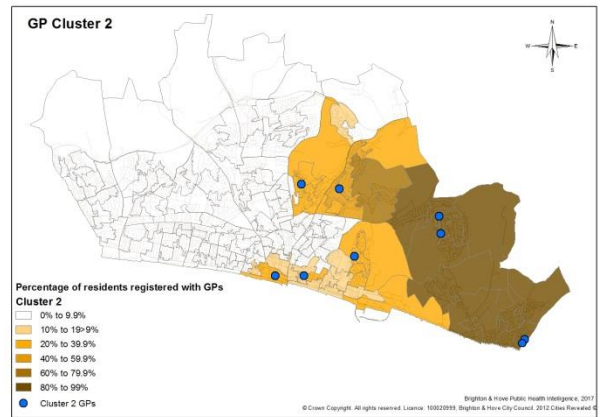 GP Cluster 2
N
W E
S
Percentage of residents registered with GPs
Cluster 2
0% to 9.9%
10% to 19>9%
20% to 39.9%
40% to 59.9%
60% to 79.9%
80% to 99%
Cluster 2 GPs
Brighton & Hove Public Health Intelligence, 2017
© Crown Copyright. All rights reserved. Licence: 100020999, Brighton & Hove City Council. 2012 Cities Revealed ©